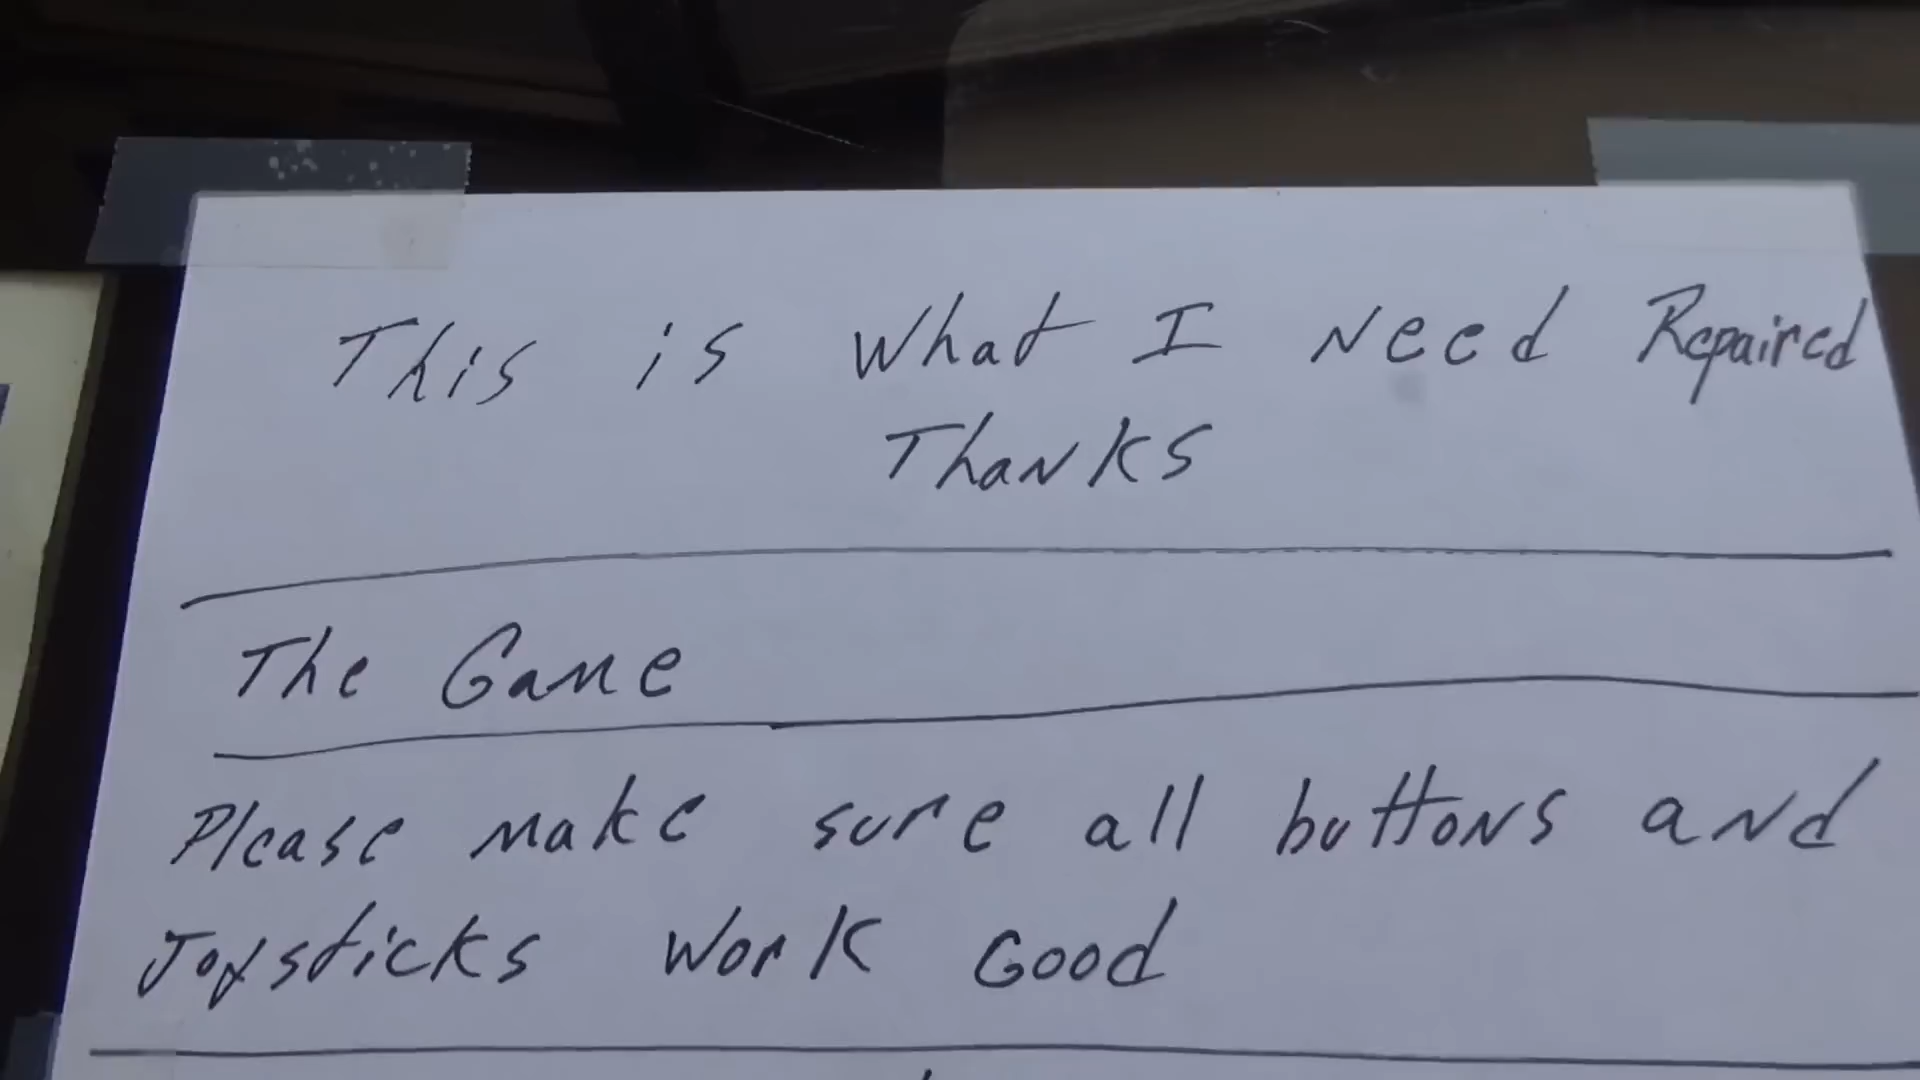 This is What I Need Repaired
Thanks
The Game
Please make sure all buttons and
Joysticks Work Good